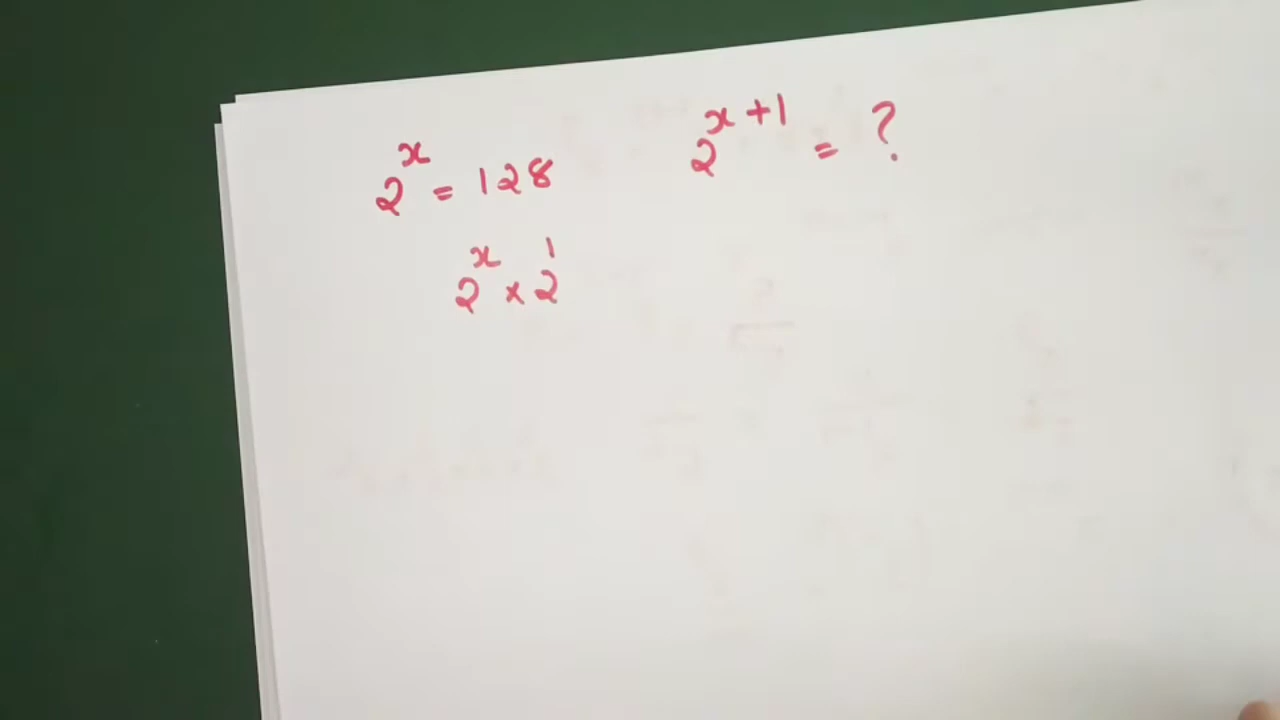 2^x = 128    2^(x+1) = ?
2^x × 2^1